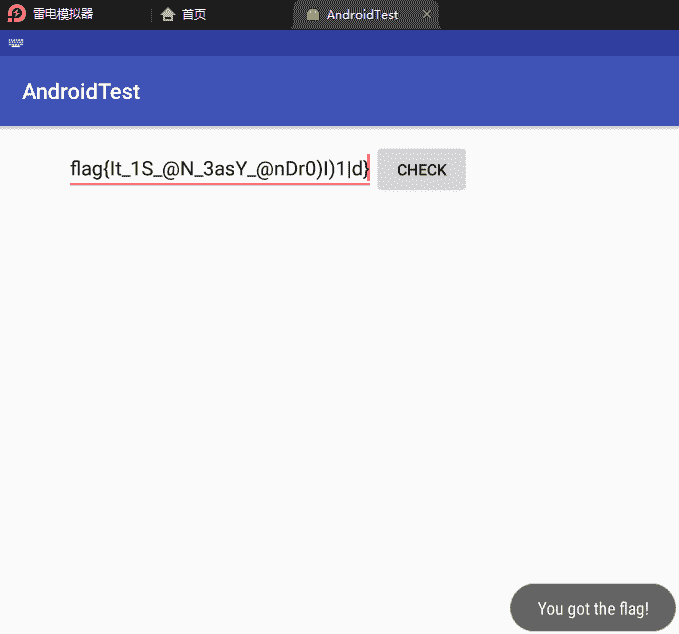 雷电模拟器 首页 AndroidTest
AndroidTest
flag{It_1S_@N_3asY_@nDr0)I)1|d} CHECK
You got the flag!